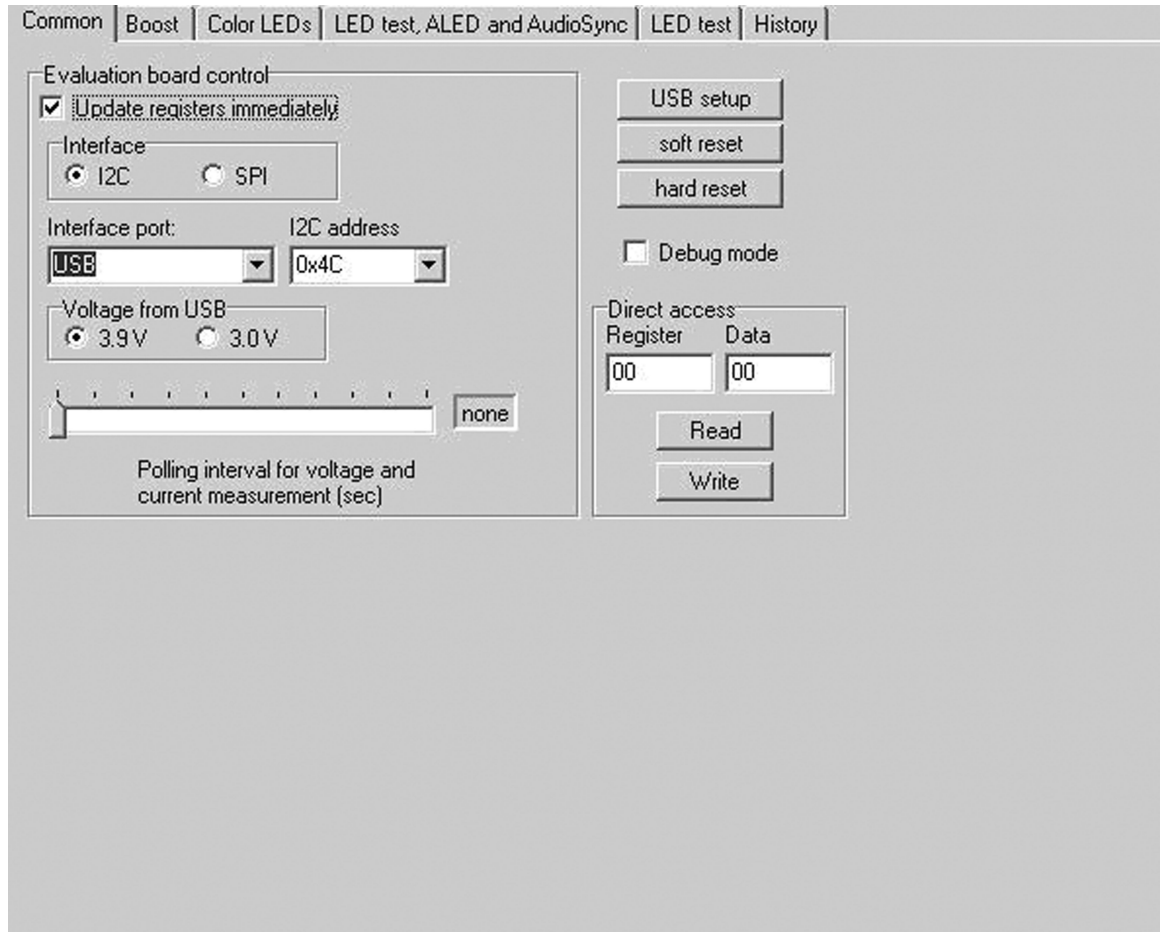 Common Boost Color LEDs LED test, ALED and AudioSync LED test History
Evaluation board control
Update registers immediately
Interface
I2C SPI
Interface port: I2C address
USB 0x4C
Voltage from USB
3.9 V 3.0 V
none
Polling interval for voltage and
current measurement (sec)
USB setup
soft reset
hard reset
Debug mode
Direct access
Register Data
00 00
Read
Write